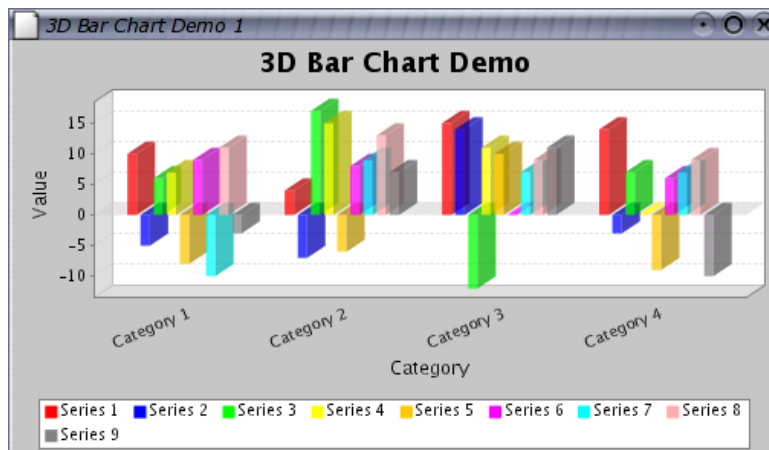 3D Bar Chart Demo 1
3D Bar Chart Demo
Value
15
10
5
0
-5
-10
Category 1
Category 2
Category 3
Category 4
Category
Series 1
Series 2
Series 3
Series 4
Series 5
Series 6
Series 7
Series 8
Series 9